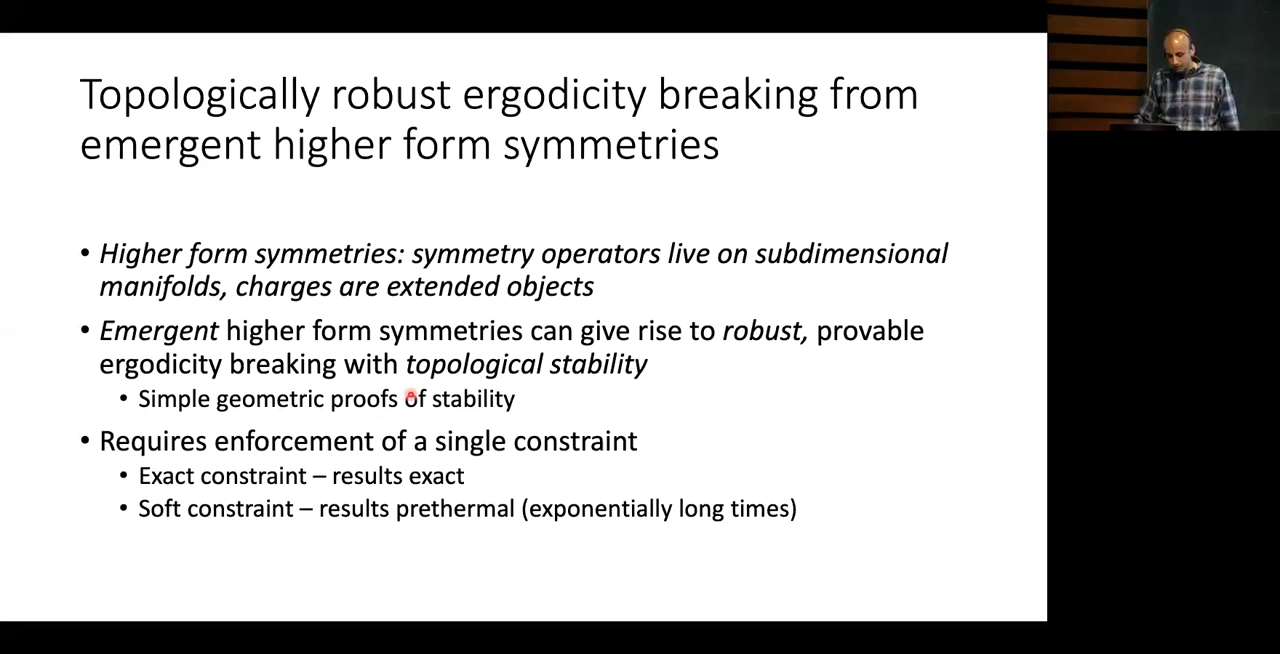 Topologically robust ergodicity breaking from
emergent higher form symmetries
• Higher form symmetries: symmetry operators live on subdimensional
manifolds, charges are extended objects
• Emergent higher form symmetries can give rise to robust, provable
ergodicity breaking with topological stability
• Simple geometric proofs of stability
• Requires enforcement of a single constraint
• Exact constraint – results exact
• Soft constraint – results prethermal (exponentially long times)